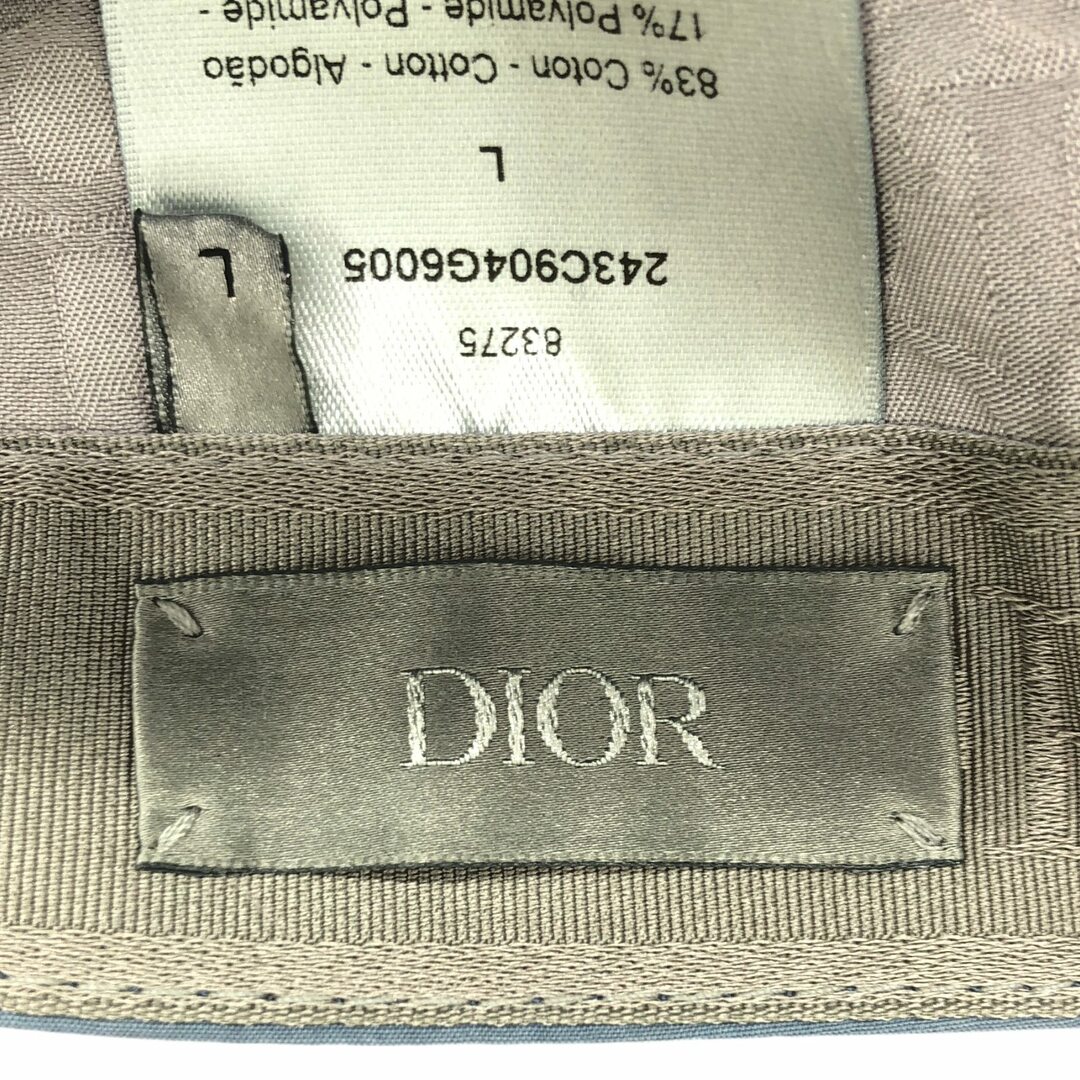 83275
243C904G6005
L
83% Coton - Cotton - Algodão
17% Polyamide - Polyamide -
L
DIOR